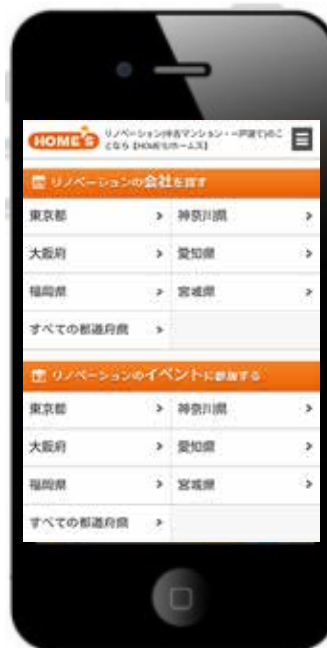 HOME'S
リノベーション(中古マンション・一戸建て)のこ
となら【HOME'S/ホームズ】
リノベーションの会社を探す
東京都 神奈川県
大阪府 愛知県
福岡県 宮城県
すべての都道府県
リノベーションのイベントに参加する
東京都 神奈川県
大阪府 愛知県
福岡県 宮城県
すべての都道府県